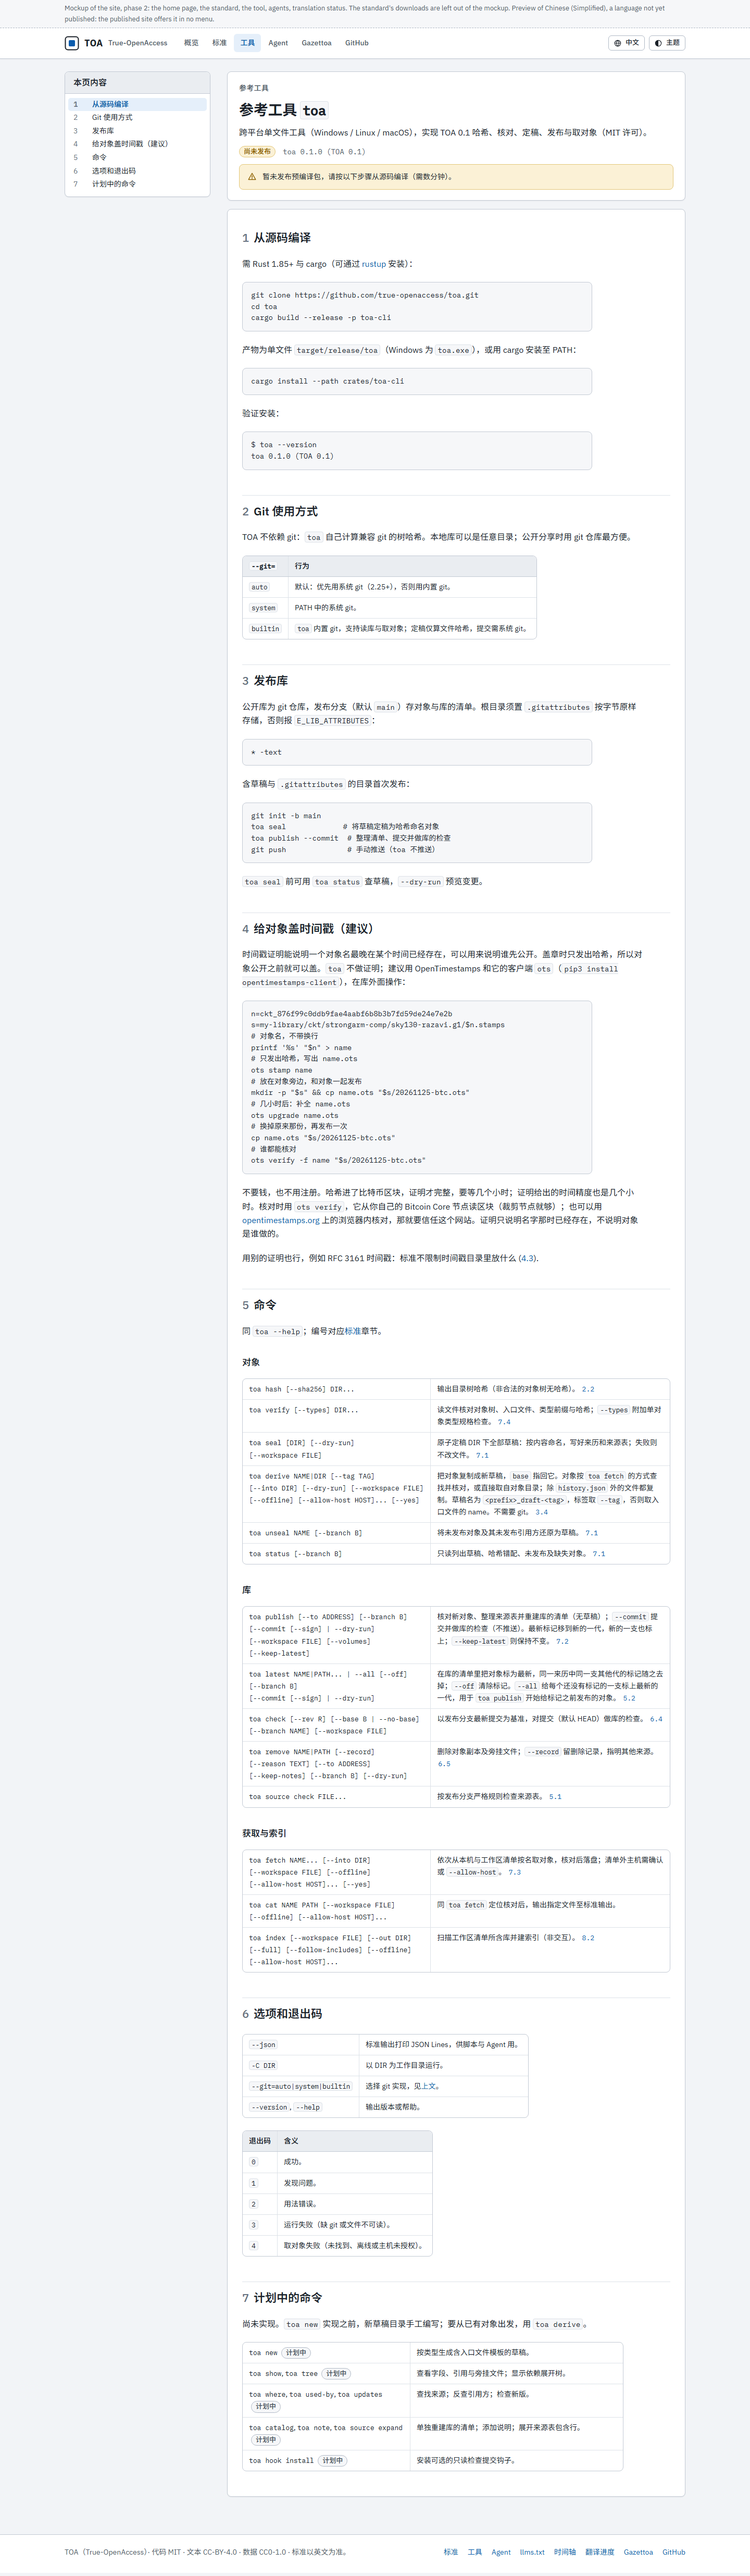 Mockup of the site, phase 2: the home page, the standard, the tool, agents, translation status. The standard's downloads are left out of the mockup. Preview of Chinese (Simplified), a language not yet
published: the published site offers it in no menu.
TOA True-OpenAccess 概览 标准 工具 Agent Gazettoa GitHub 中文 主题
本页内容
1 从源码编译
2 Git 使用方式
3 发布库
4 给对象盖时间戳（建议）
5 命令
6 选项和退出码
7 计划中的命令
参考工具
参考工具 toa
跨平台单文件工具（Windows / Linux / macOS），实现 TOA 0.1 哈希、核对、定稿、发布与取对象（MIT 许可）。
尚未发布 toa 0.1.0 (TOA 0.1)
暂未发布预编译包，请按以下步骤从源码编译（需数分钟）。
1 从源码编译
需 Rust 1.85+ 与 cargo（可通过 rustup 安装）：
git clone https://github.com/true-openaccess/toa.git
cd toa
cargo build --release -p toa-cli
产物为单文件 target/release/toa（Windows 为 toa.exe），或用 cargo 安装至 PATH：
cargo install --path crates/toa-cli
验证安装：
$ toa --version
toa 0.1.0 (TOA 0.1)
2 Git 使用方式
TOA 不依赖 git：toa 自己计算兼容 git 的树哈希。本地库可以是任意目录；公开分享时用 git 仓库最方便。
--git= 行为
auto 默认：优先用系统 git（2.25+），否则用内置 git。
system PATH 中的系统 git。
builtin toa 内置 git，支持读库与取对象；定稿仅算文件哈希，提交需系统 git。
3 发布库
公开库为 git 仓库，发布分支（默认 main）存对象与库的清单。根目录须置 .gitattributes 按字节原样
存储，否则报 E_LIB_ATTRIBUTES：
* -text
含草稿与 .gitattributes 的目录首次发布：
git init -b main
toa seal # 将草稿定稿为哈希命名对象
toa publish --commit # 整理清单、提交并做库的检查
git push # 手动推送（toa 不推送）
toa seal 前可用 toa status 查草稿，--dry-run 预览变更。
4 给对象盖时间戳（建议）
时间戳证明能说明一个对象名最晚在某个时间已经存在，可以用来说明谁先公开。盖章时只发出哈希，所以对
象公开之前就可以盖。toa 不做证明；建议用 OpenTimestamps 和它的客户端 ots（pip3 install
opentimestamps-client），在库外面操作：
n=ckt_876f99c0ddb9fae4aabf6b8b3b7fd59de24e7e2b
s=my-library/ckt/strongarm-comp/sky130-razavi.g1/$n.stamps
# 对象名，不带换行
printf '%s' "$n" > name
# 只发出哈希，写出 name.ots
ots stamp name
# 放在对象旁边，和对象一起发布
mkdir -p "$s" && cp name.ots "$s/20261125-btc.ots"
# 几小时后：补全 name.ots
ots upgrade name.ots
# 换掉原来那份，再发布一次
cp name.ots "$s/20261125-btc.ots"
# 谁都能核对
ots verify -f name "$s/20261125-btc.ots"
不要钱，也不用注册。哈希进了比特币区块，证明才完整，要等几个小时；证明给出的时间精度也是几个小
时。核对时用 ots verify，它从你自己的 Bitcoin Core 节点读区块（裁剪节点就够）；也可以用
opentimestamps.org 上的浏览器内核对，那就要信任这个网站。证明只说明名字那时已经存在，不说明对象
是谁做的。
用别的证明也行，例如 RFC 3161 时间戳：标准不限制时间戳目录里放什么 (4.3).
5 命令
同 toa --help；编号对应标准章节。
对象
toa hash [--sha256] DIR... 输出目录树哈希（非合法的对象树无哈希）。 2.2
toa verify [--types] DIR... 读文件核对对象树、入口文件、类型前缀与哈希；--types 附加单对
象类型规格检查。 7.4
toa seal [DIR] [--dry-run] 原子定稿 DIR 下全部草稿：按内容命名，写好来历和来源表；失败则
[--workspace FILE] 不改文件。 7.1
toa derive NAME|DIR [--tag TAG] 把对象复制成新草稿，base 指回它。对象按 toa fetch 的方式查
[--into DIR] [--dry-run] [--workspace FILE] 找并核对，或直接取自对象目录；除 history.json 外的文件都复
[--offline] [--allow-host HOST]... [--yes] 制。草稿名为 <prefix>_draft-<tag>，标签取 --tag，否则取入
口文件的 name。不需要 git。 3.4
toa unseal NAME [--branch B] 将未发布对象及其未发布引用方还原为草稿。 7.1
toa status [--branch B] 只读列出草稿、哈希错配、未发布及缺失对象。 7.1
库
toa publish [--to ADDRESS] [--branch B] 核对新对象、整理来源表并重建库的清单（无草稿）；--commit 提
[--commit [--sign] | --dry-run] 交并做库的检查（不推送）。最新标记移到新的一代，新的一支也标
[--workspace FILE] [--volumes] 上；--keep-latest 则保持不变。 7.2
[--keep-latest]
toa latest NAME|PATH... | --all [--off] 在库的清单里把对象标为最新，同一来历中同一支其他代的标记随之去
[--branch B] 掉；--off 清除标记。--all 给每个还没有标记的一支标上最新的
[--commit [--sign] | --dry-run] 一代，用于 toa publish 开始给标记之前发布的对象。 5.2
toa check [--rev R] [--base B | --no-base] 以发布分支最新提交为基准，对提交（默认 HEAD）做库的检查。 6.4
[--branch NAME] [--workspace FILE]
toa remove NAME|PATH [--record] 删除对象副本及旁挂文件；--record 留删除记录，指明其他来源。
[--reason TEXT] [--to ADDRESS] 6.5
[--keep-notes] [--branch B] [--dry-run]
toa source check FILE... 按发布分支严格规则检查来源表。 5.1
获取与索引
toa fetch NAME... [--into DIR] 依次从本机与工作区清单按名取对象，核对后落盘；清单外主机需确认
[--workspace FILE] [--offline] 或 --allow-host。 7.3
[--allow-host HOST]... [--yes]
toa cat NAME PATH [--workspace FILE] 同 toa fetch 定位核对后，输出指定文件至标准输出。
[--offline] [--allow-host HOST]...
toa index [--workspace FILE] [--out DIR] 扫描工作区清单所含库并建索引（非交互）。 8.2
[--full] [--follow-includes] [--offline]
[--allow-host HOST]...
6 选项和退出码
--json 标准输出打印 JSON Lines，供脚本与 Agent 用。
-C DIR 以 DIR 为工作目录运行。
--git=auto|system|builtin 选择 git 实现，见上文。
--version, --help 输出版本或帮助。
退出码 含义
0 成功。
1 发现问题。
2 用法错误。
3 运行失败（缺 git 或文件不可读）。
4 取对象失败（未找到、离线或主机未授权）。
7 计划中的命令
尚未实现。toa new 实现之前，新草稿目录手工编写；要从已有对象出发，用 toa derive。
toa new 计划中 按类型生成含入口文件模板的草稿。
toa show, toa tree 计划中 查看字段、引用与旁挂文件；显示依赖展开树。
toa where, toa used-by, toa updates 查找来源；反查引用方；检查新版。
计划中
toa catalog, toa note, toa source expand 单独重建库的清单；添加说明；展开来源表包含行。
计划中
toa hook install 计划中 安装可选的只读检查提交钩子。
TOA（True-OpenAccess）· 代码 MIT · 文本 CC-BY-4.0 · 数据 CC0-1.0 · 标准以英文为准。 标准 工具 Agent llms.txt 时间轴 翻译进度 Gazettoa GitHub